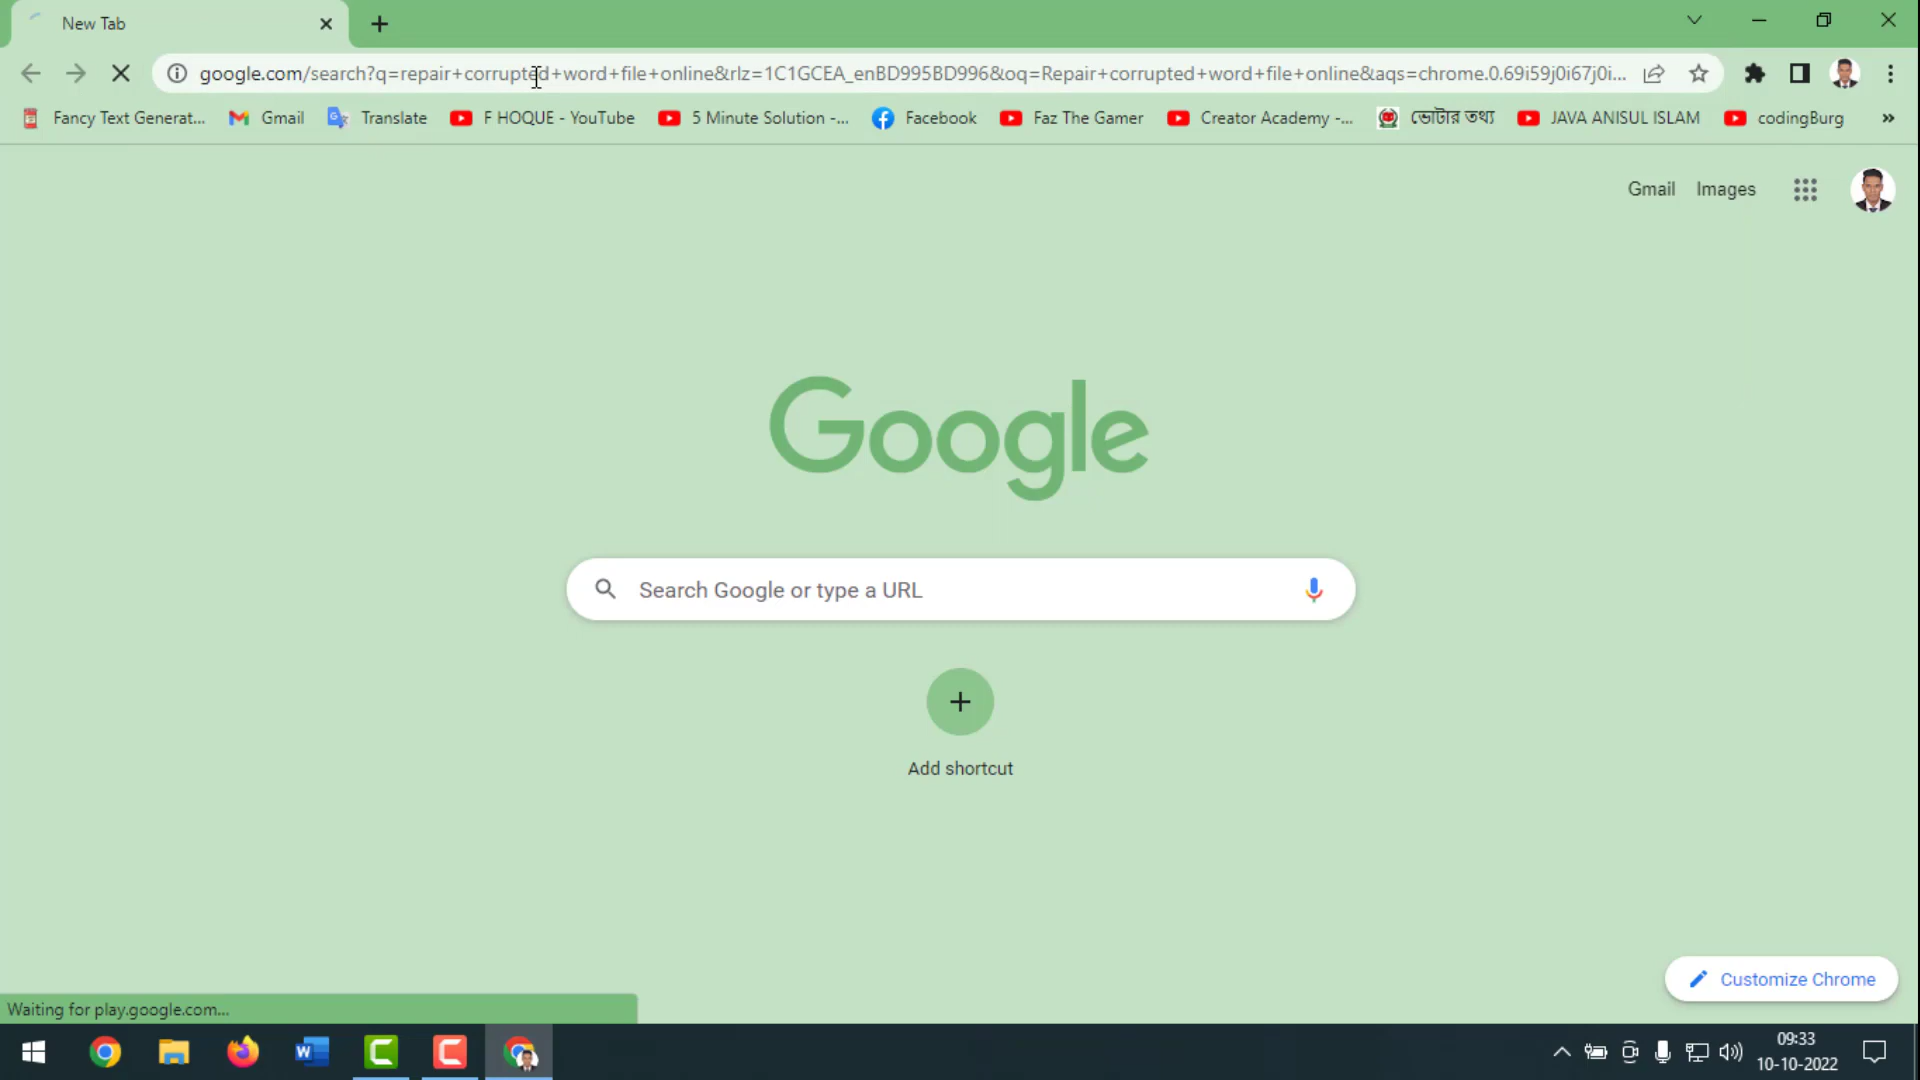 New Tab
google.com/search?q=repair+corrupted+word+file+online&rlz=1C1GCEA_enBD995BD996&oq=Repair+corrupted+word+file+online&aqs=chrome.0.69i59j0i67j0i...
Fancy Text Generat... Gmail Translate F HOQUE - YouTube 5 Minute Solution -... Facebook Faz The Gamer Creator Academy -... ভোটার তথ্য JAVA ANISUL ISLAM codingBurg »
Gmail Images
Google
Search Google or type a URL
Add shortcut
Customize Chrome
Waiting for play.google.com...
09:33
10-10-2022